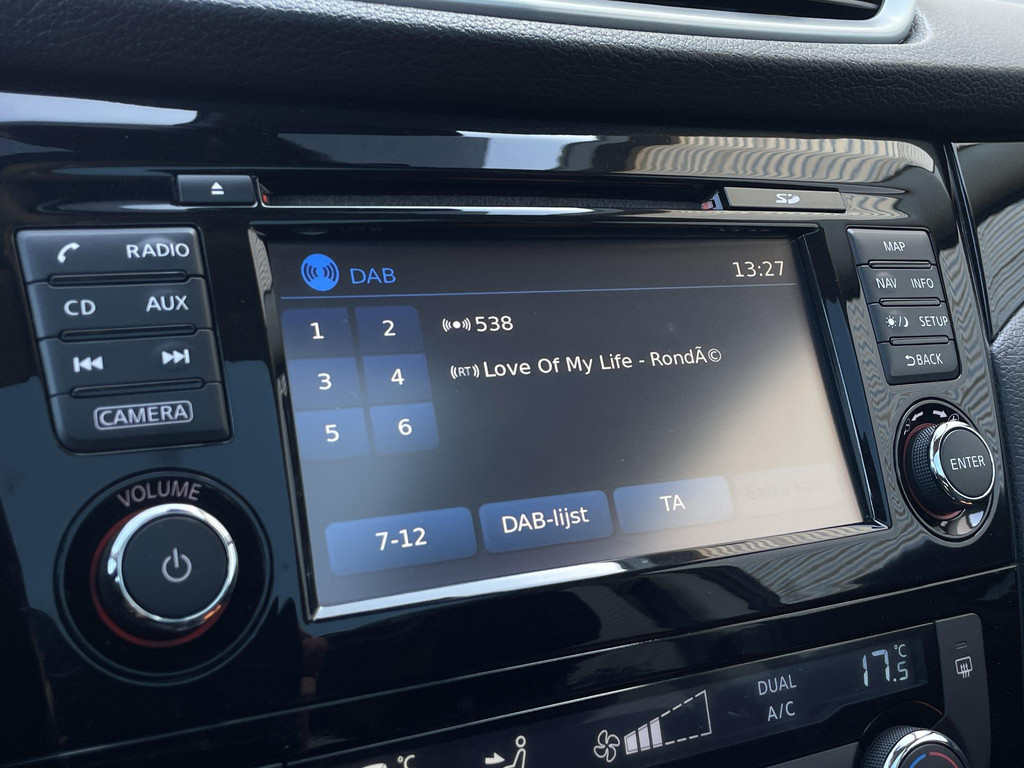 RADIO
CD AUX
CAMERA
VOLUME
DAB 13:27
1 2
3 4
5 6
538
(RT) Love Of My Life - RondÃ©
7-12 DAB-lijst TA
MAP
NAV INFO
SETUP
BACK
ENTER
DUAL
A/C
17.5 °C
°C